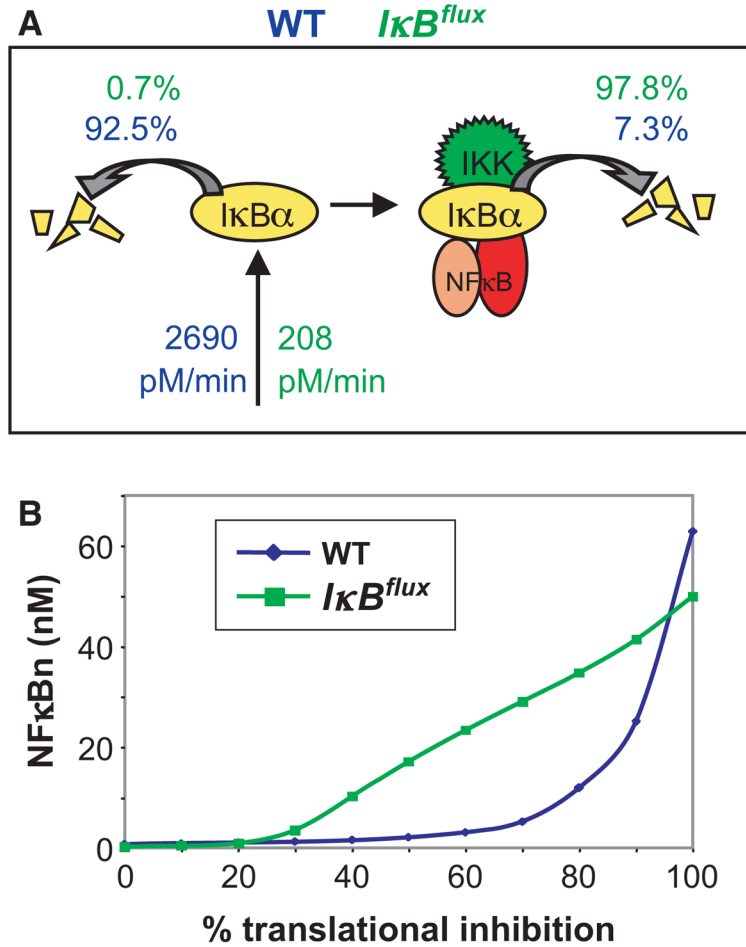 A WT IκB^flux
0.7% 97.8%
92.5% 7.3%
IKK
IκBα IκBα
NFκB
2690 208
pM/min pM/min
B
WT
IκB^flux
NFκBn (nM)
60
40
20
0
0 20 40 60 80 100
% translational inhibition